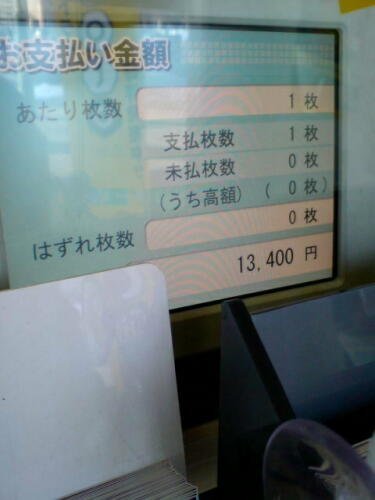 お支払い金額
あたり枚数 1 枚
支払枚数 1 枚
未払枚数 0 枚
(うち高額) ( 0 枚)
はずれ枚数 0 枚
13,400 円